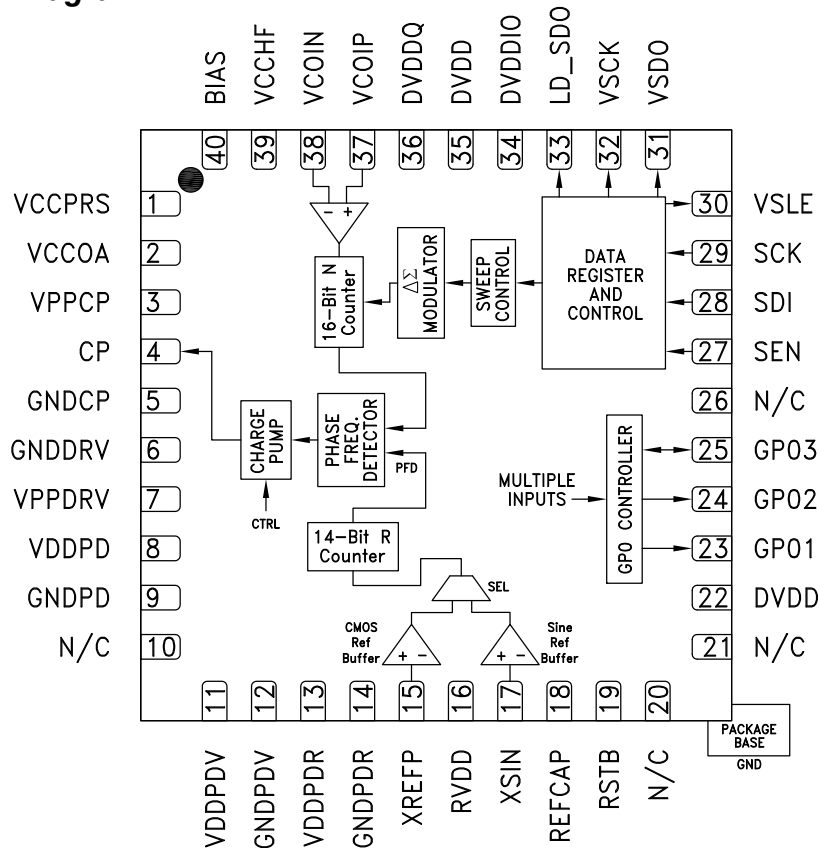 BIAS
VCCHF
VCOIN
VCOIP
DVDDQ
DVDD
DVDDIO
LD_SDO
VSCK
VSDO
40
39
38
37
36
35
34
33
32
31
VCCPRS 1
VCCOA 2
VPPCP 3
CP 4
GNDCP 5
GNDDRV 6
VPPDRV 7
VDDPD 8
GNDPD 9
N/C 10
- +
16-Bit N
Counter
ΔΣ
MODULATOR
SWEEP
CONTROL
DATA
REGISTER
AND
CONTROL
30 VSLE
29 SCK
28 SDI
27 SEN
26 N/C
25 GPO3
24 GPO2
23 GPO1
22 DVDD
21 N/C
CHARGE
PUMP
CTRL
PHASE
FREQ.
DETECTOR
PFD
MULTIPLE
INPUTS
GPO CONTROLLER
14-Bit R
Counter
SEL
CMOS
Ref
Buffer
+ -
Sine
Ref
Buffer
+ -
11
12
13
14
15
16
17
18
19
20
VDDPDV
GNDPDV
VDDPDR
GNDPDR
XREFP
RVDD
XSIN
REFCAP
RSTB
N/C
PACKAGE
BASE
GND